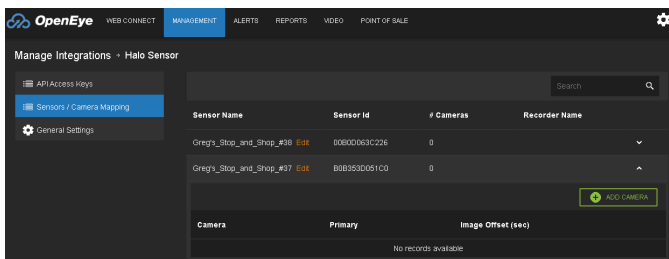 OpenEye WEB CONNECT MANAGEMENT ALERTS REPORTS VIDEO POINT OF SALE
Manage Integrations Halo Sensor
API Access Keys
Search
Sensors / Camera Mapping
Sensor Name Sensor Id # Cameras Recorder Name
General Settings
Greg's_Stop_and_Shop_#38 Edit 00B0D063C226 0
Greg's_Stop_and_Shop_#37 Edit B0B353D051C0 0
ADD CAMERA
Camera Primary Image Offset (sec)
No records available